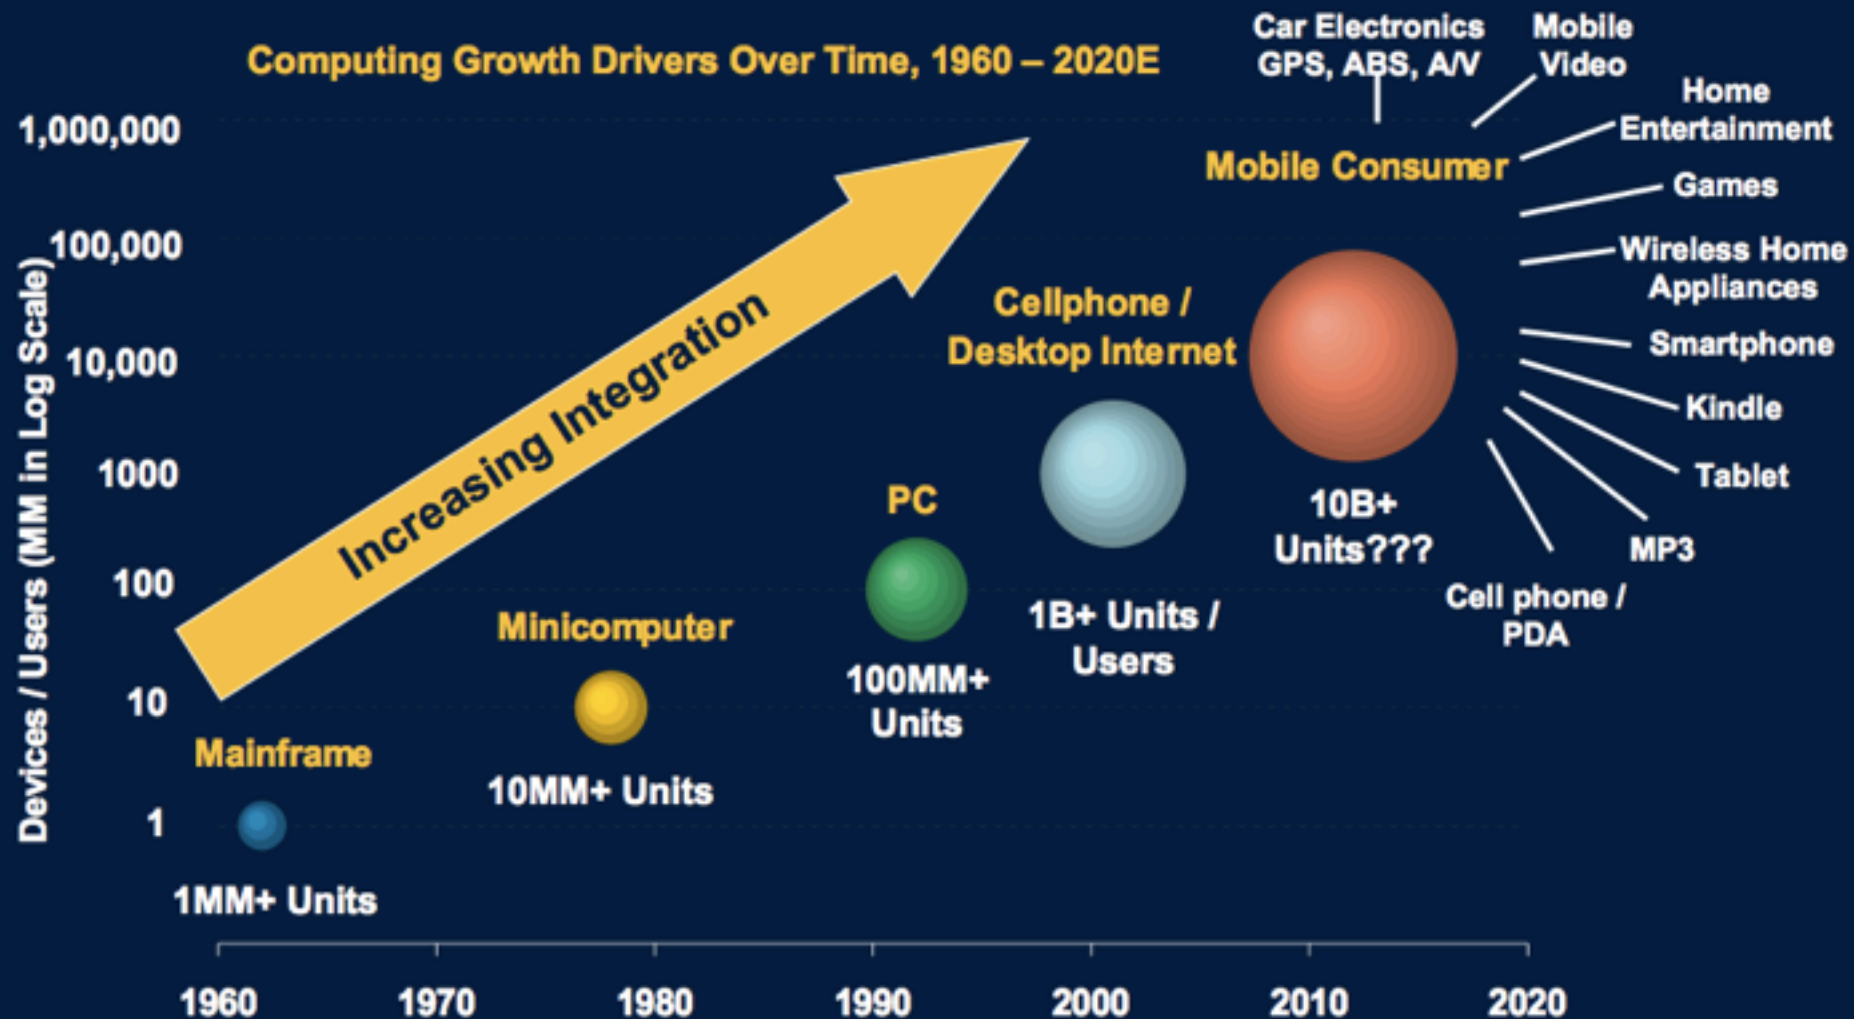 Computing Growth Drivers Over Time, 1960 – 2020E
Devices / Users (MM in Log Scale)
1,000,000
100,000
10,000
1000
100
10
1
Increasing Integration
Mainframe
1MM+ Units
Minicomputer
10MM+ Units
PC
100MM+
Units
Cellphone /
Desktop Internet
1B+ Units /
Users
Mobile Consumer
10B+
Units???
Car Electronics
GPS, ABS, A/V
Mobile
Video
Home
Entertainment
Games
Wireless Home
Appliances
Smartphone
Kindle
Tablet
MP3
Cell phone /
PDA
1960
1970
1980
1990
2000
2010
2020